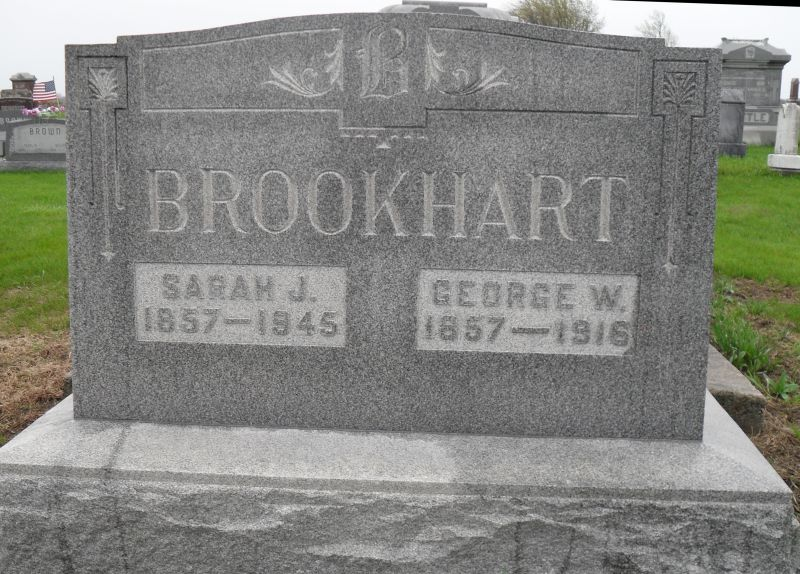 B
BROOKHART
SARAH J.
1857—1945
GEORGE W.
1857—1916
BROWN